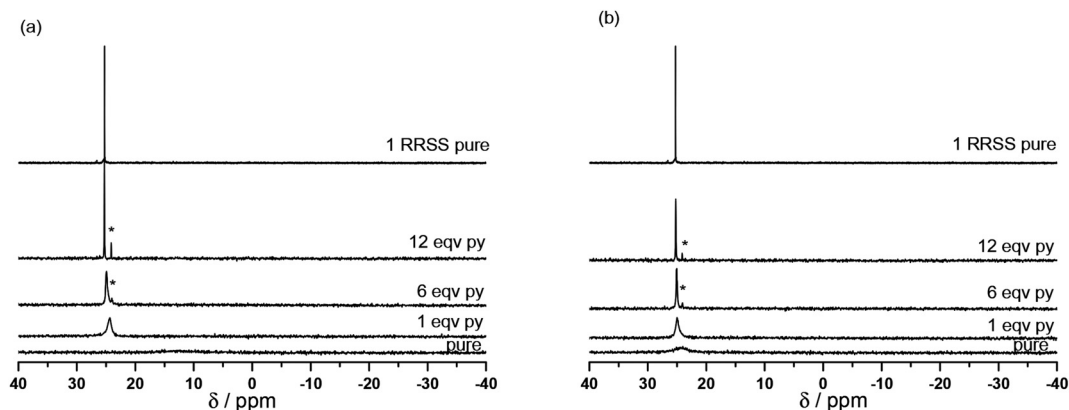 (a)
1 RRSS pure
*
12 eqv py
*
6 eqv py
1 eqv py
pure
40 30 20 10 0 -10 -20 -30 -40
δ / ppm
(b)
1 RRSS pure
*
12 eqv py
*
6 eqv py
1 eqv py
pure
40 30 20 10 0 -10 -20 -30 -40
δ / ppm